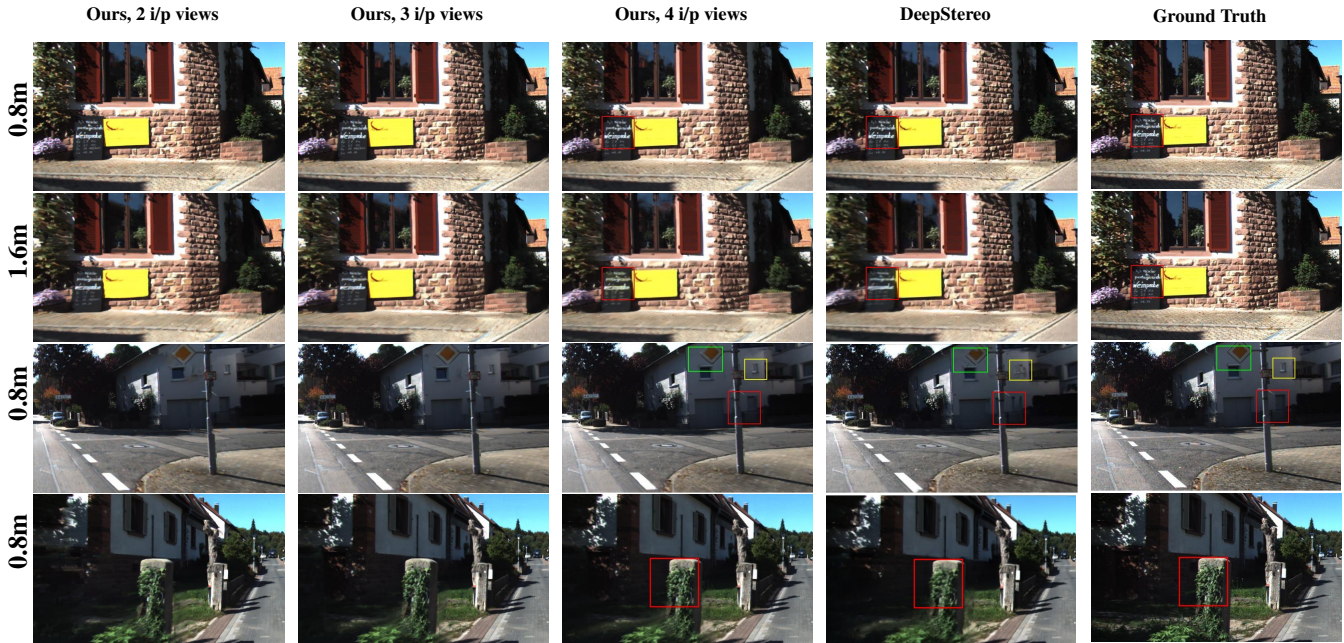 Ours, 2 i/p views
Ours, 3 i/p views
Ours, 4 i/p views
DeepStereo
Ground Truth
0.8m
1.6m
0.8m
0.8m